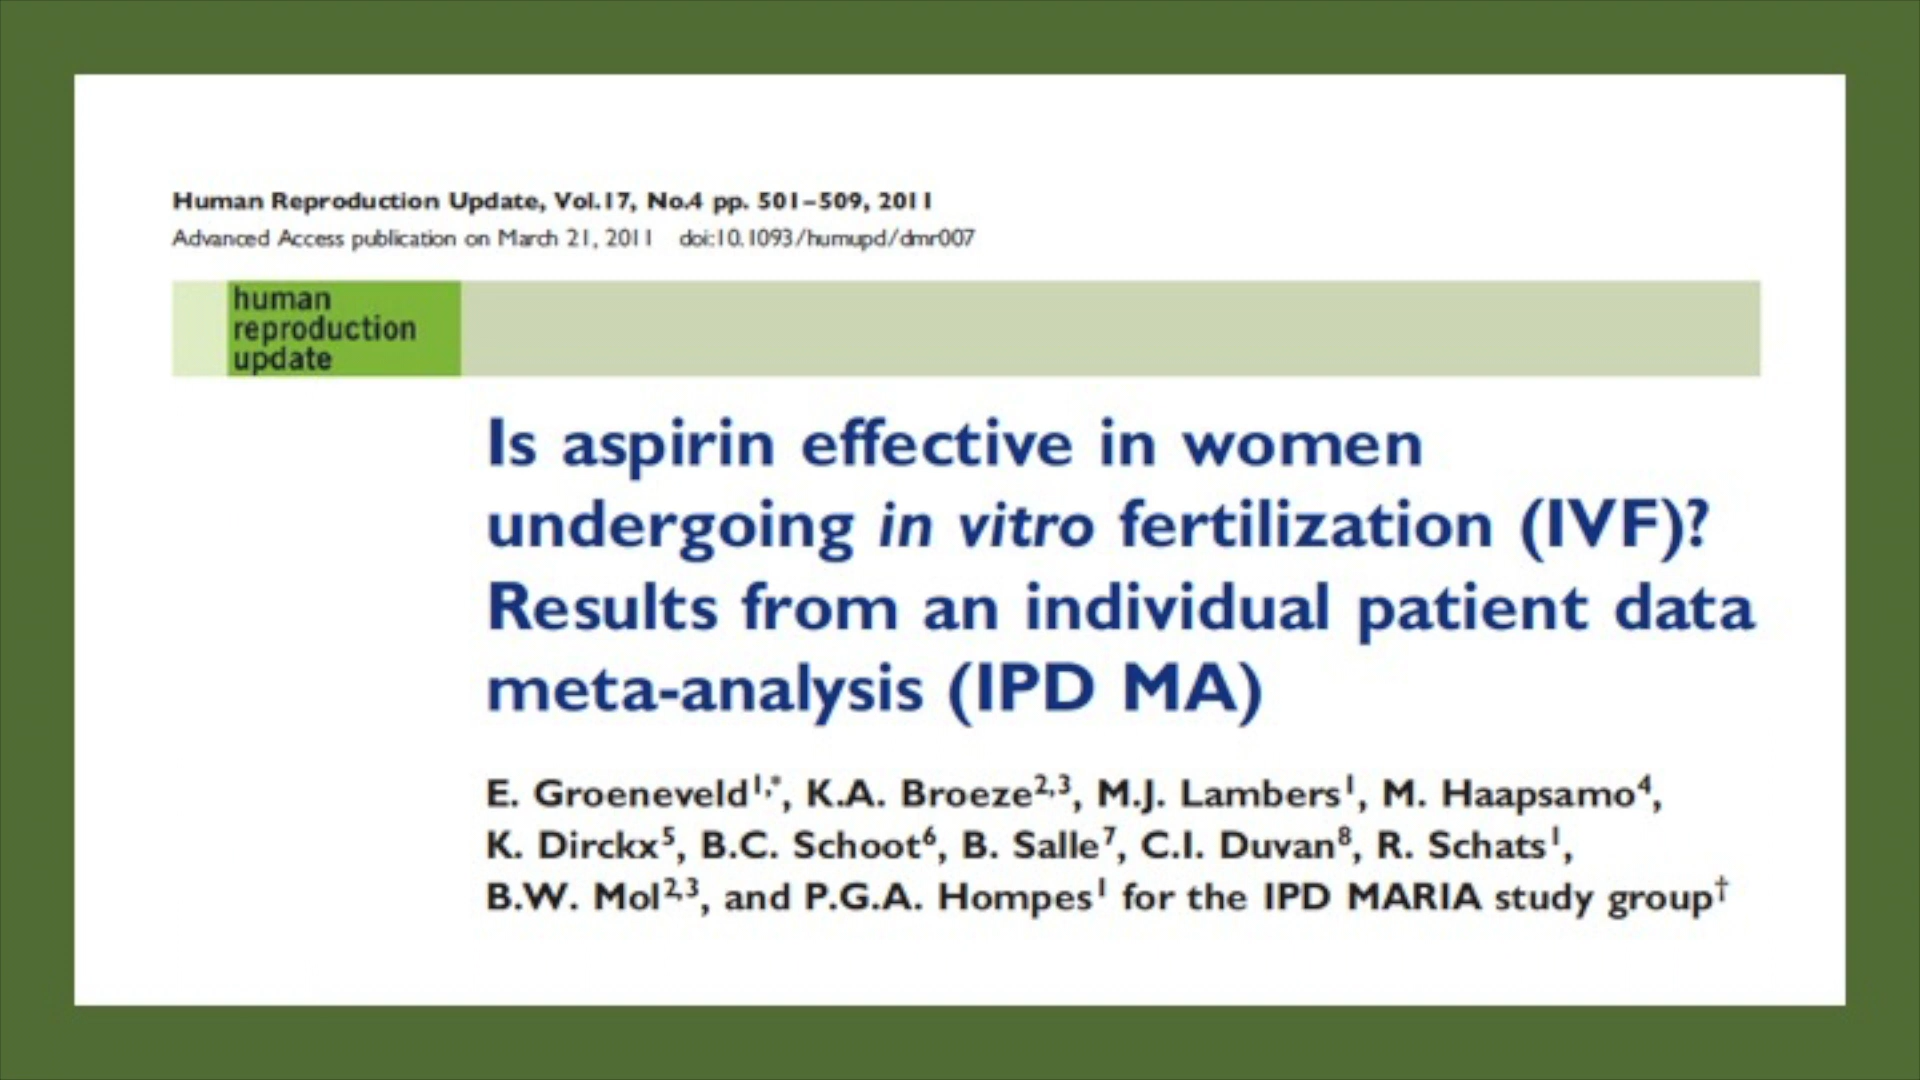 Human Reproduction Update, Vol.17, No.4 pp. 501–509, 2011
Advanced Access publication on March 21, 2011 doi:10.1093/humupd/dmr007
human
reproduction
update
Is aspirin effective in women
undergoing in vitro fertilization (IVF)?
Results from an individual patient data
meta-analysis (IPD MA)
E. Groeneveld1,*, K.A. Broeze2,3, M.J. Lambers1, M. Haapsamo4,
K. Dirckx5, B.C. Schoot6, B. Salle7, C.I. Duvan8, R. Schats1,
B.W. Mol2,3, and P.G.A. Hompes1 for the IPD MARIA study group†